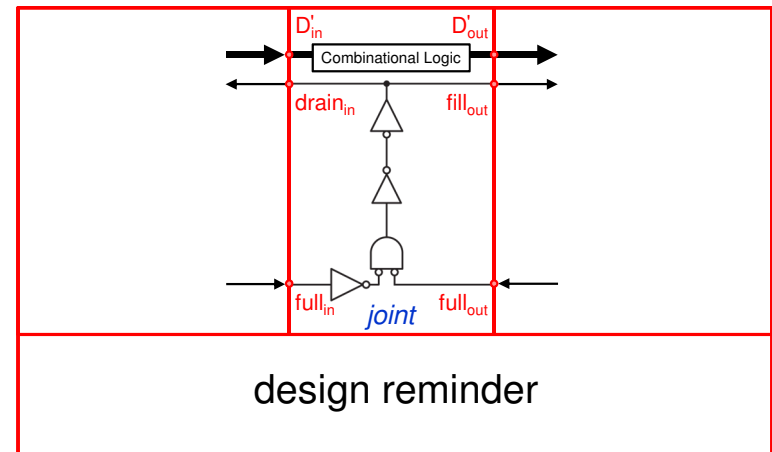 D'in D'out
Combinational Logic
drainin fillout
fullin fullout
joint
design reminder